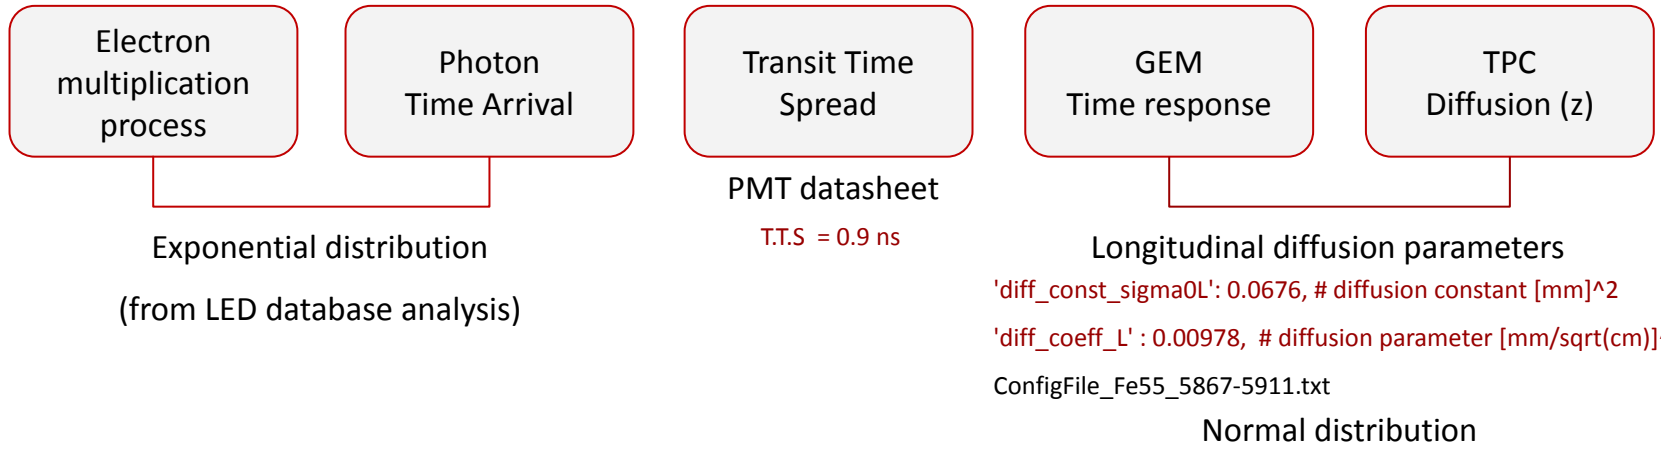 Electron
multiplication
process
Photon
Time Arrival
Transit Time
Spread
GEM
Time response
TPC
Diffusion (z)
Exponential distribution
(from LED database analysis)
PMT datasheet
T.T.S = 0.9 ns
Longitudinal diffusion parameters
'diff_const_sigma0L': 0.0676, # diffusion constant [mm]^2
'diff_coeff_L' : 0.00978, # diffusion parameter [mm/sqrt(cm)]
ConfigFile_Fe55_5867-5911.txt
Normal distribution